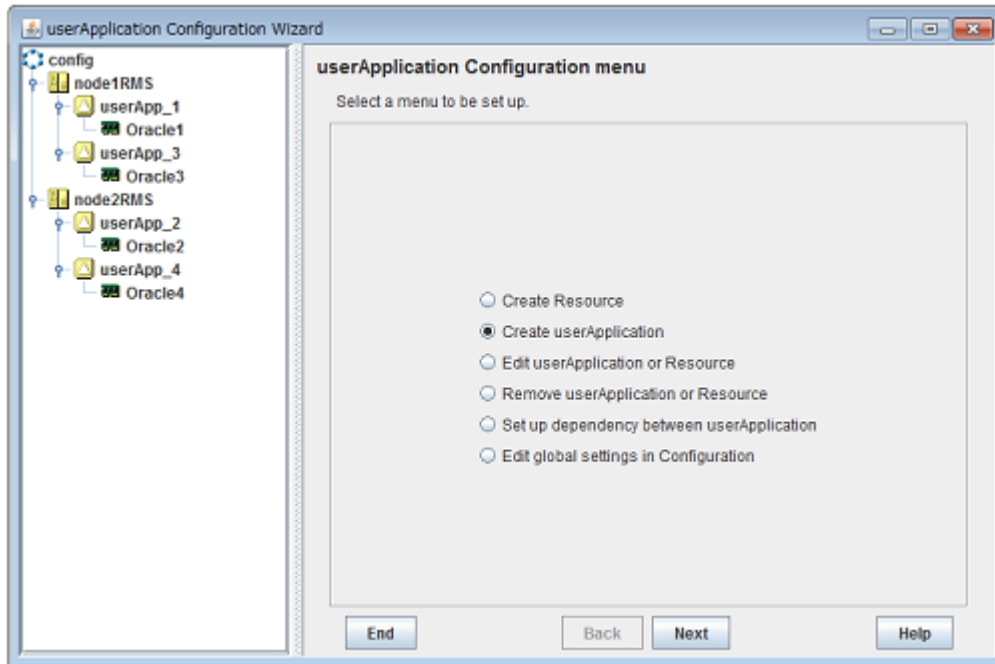 userApplication Configuration Wizard
config
node1RMS
userApp_1
Oracle1
userApp_3
Oracle3
node2RMS
userApp_2
Oracle2
userApp_4
Oracle4
userApplication Configuration menu
Select a menu to be set up.
Create Resource
Create userApplication
Edit userApplication or Resource
Remove userApplication or Resource
Set up dependency between userApplication
Edit global settings in Configuration
End Back Next Help